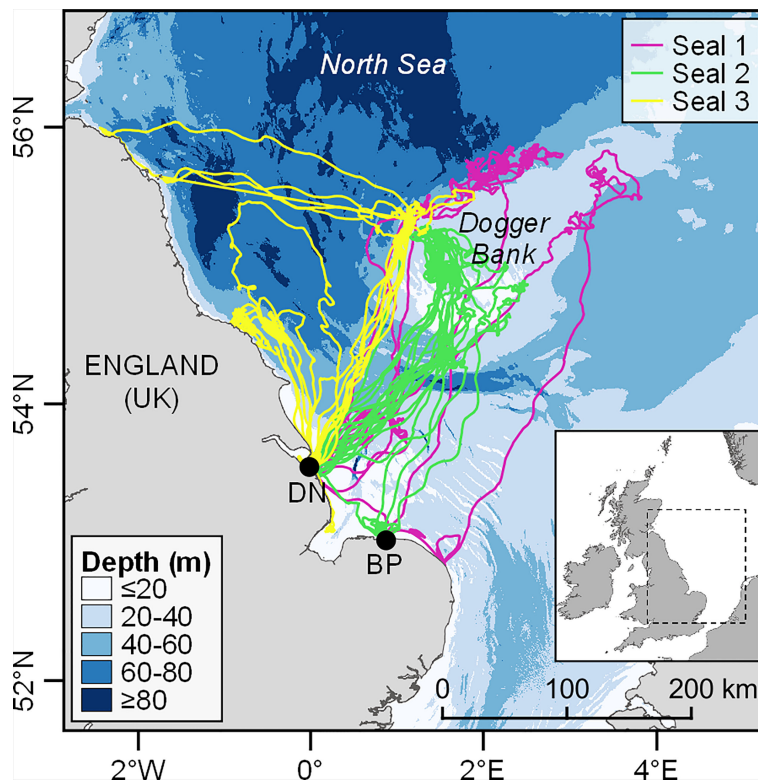 North Sea
Seal 1
Seal 2
Seal 3
56°N
Dogger
Bank
ENGLAND
(UK)
54°N
DN
BP
Depth (m)
≤20
20-40
40-60
60-80
≥80
52°N
0 100 200 km
2°W 0° 2°E 4°E